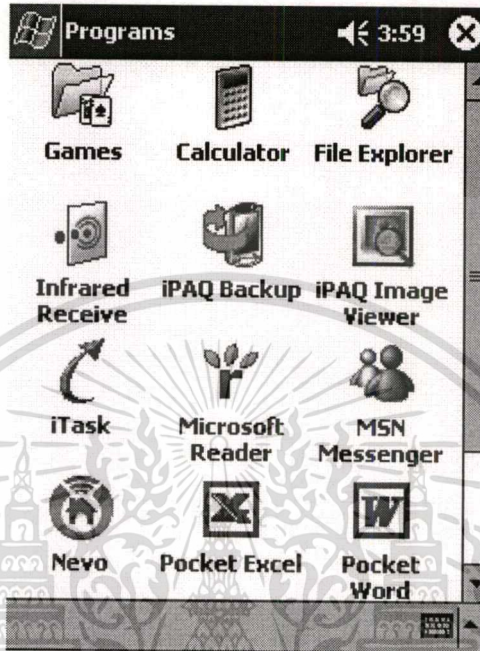 Programs 3:59
Games Calculator File Explorer
Infrared Receive iPAQ Backup iPAQ Image Viewer
iTask Microsoft Reader MSN Messenger
Nevo Pocket Excel Pocket Word